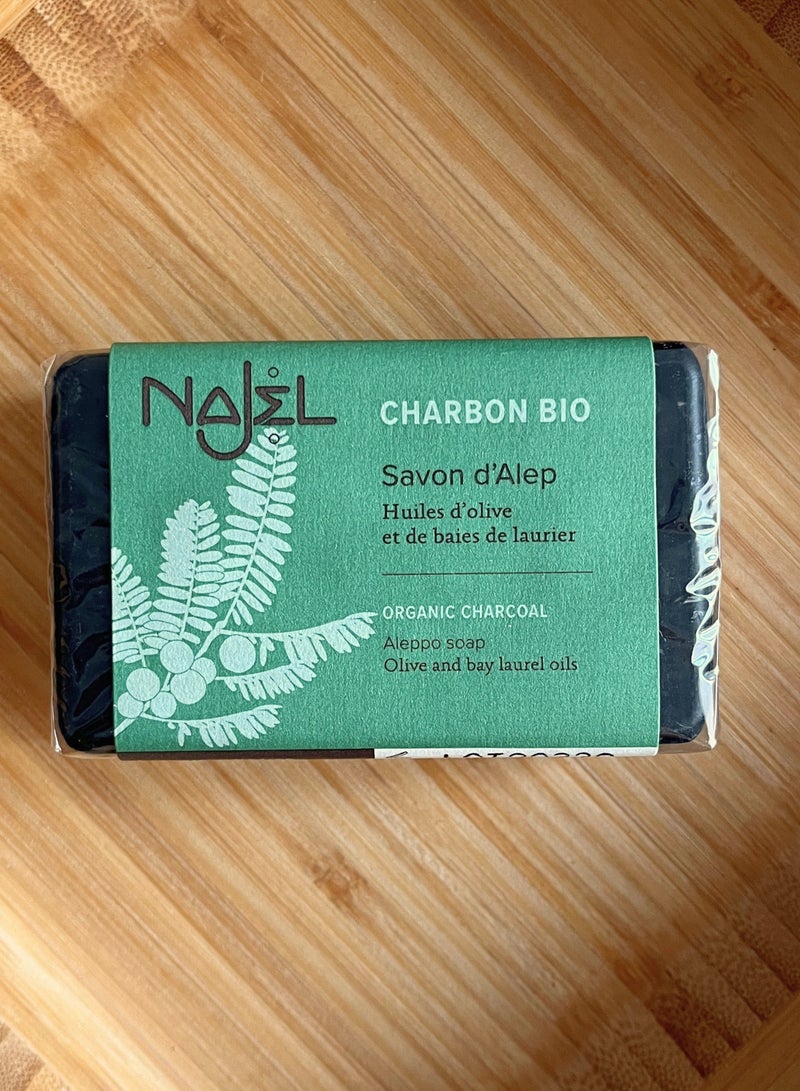 NAJEL
CHARBON BIO
Savon d'Alep
Huiles d'olive
et de baies de laurier
ORGANIC CHARCOAL
Aleppo soap
Olive and bay laurel oils